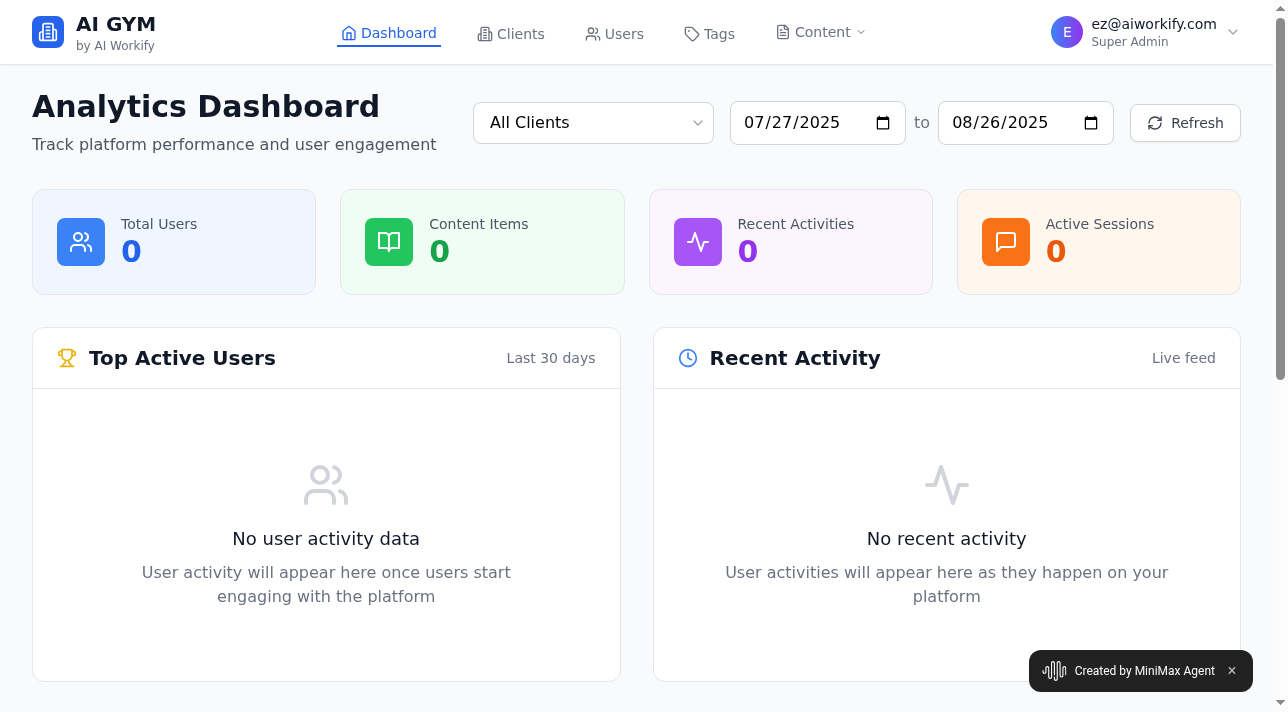 AI GYM
by AI Workify
Dashboard
Clients
Users
Tags
Content
E
ez@aiworkify.com
Super Admin
Analytics Dashboard
Track platform performance and user engagement
All Clients
07/27/2025
to
08/26/2025
Refresh
Total Users
0
Content Items
0
Recent Activities
0
Active Sessions
0
Top Active Users
Last 30 days
No user activity data
User activity will appear here once users start
engaging with the platform
Recent Activity
Live feed
No recent activity
User activities will appear here as they happen on your
platform
Created by MiniMax Agent